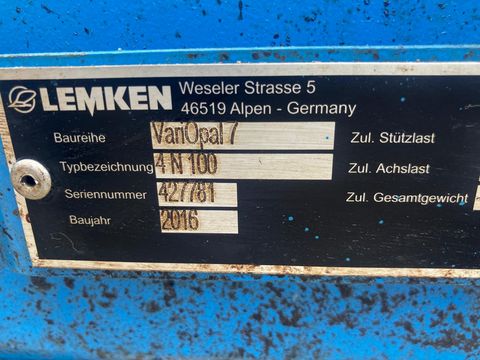 LEMKEN
Weseler Strasse 5
46519 Alpen - Germany
Baureihe VariOpal 7 Zul. Stützlast
Typbezeichnung 4 N 100 Zul. Achslast
Seriennummer 427781 Zul. Gesamtgewicht
Baujahr 2016